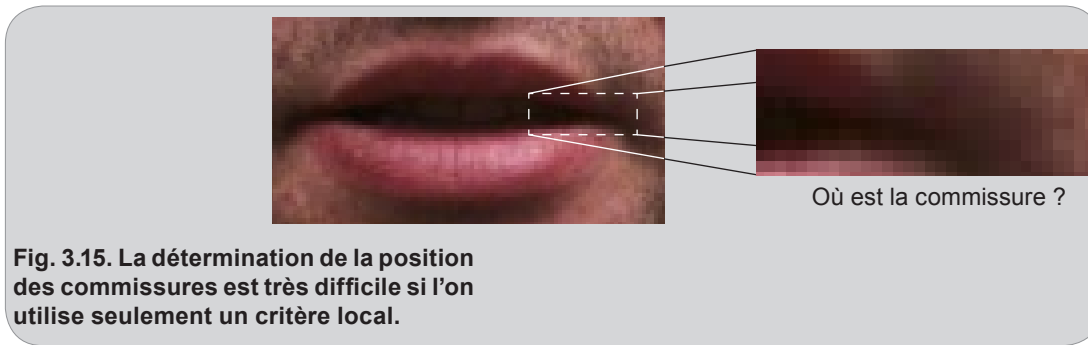 Où est la commissure ?
Fig. 3.15. La détermination de la position
des commissures est très difficile si l'on
utilise seulement un critère local.